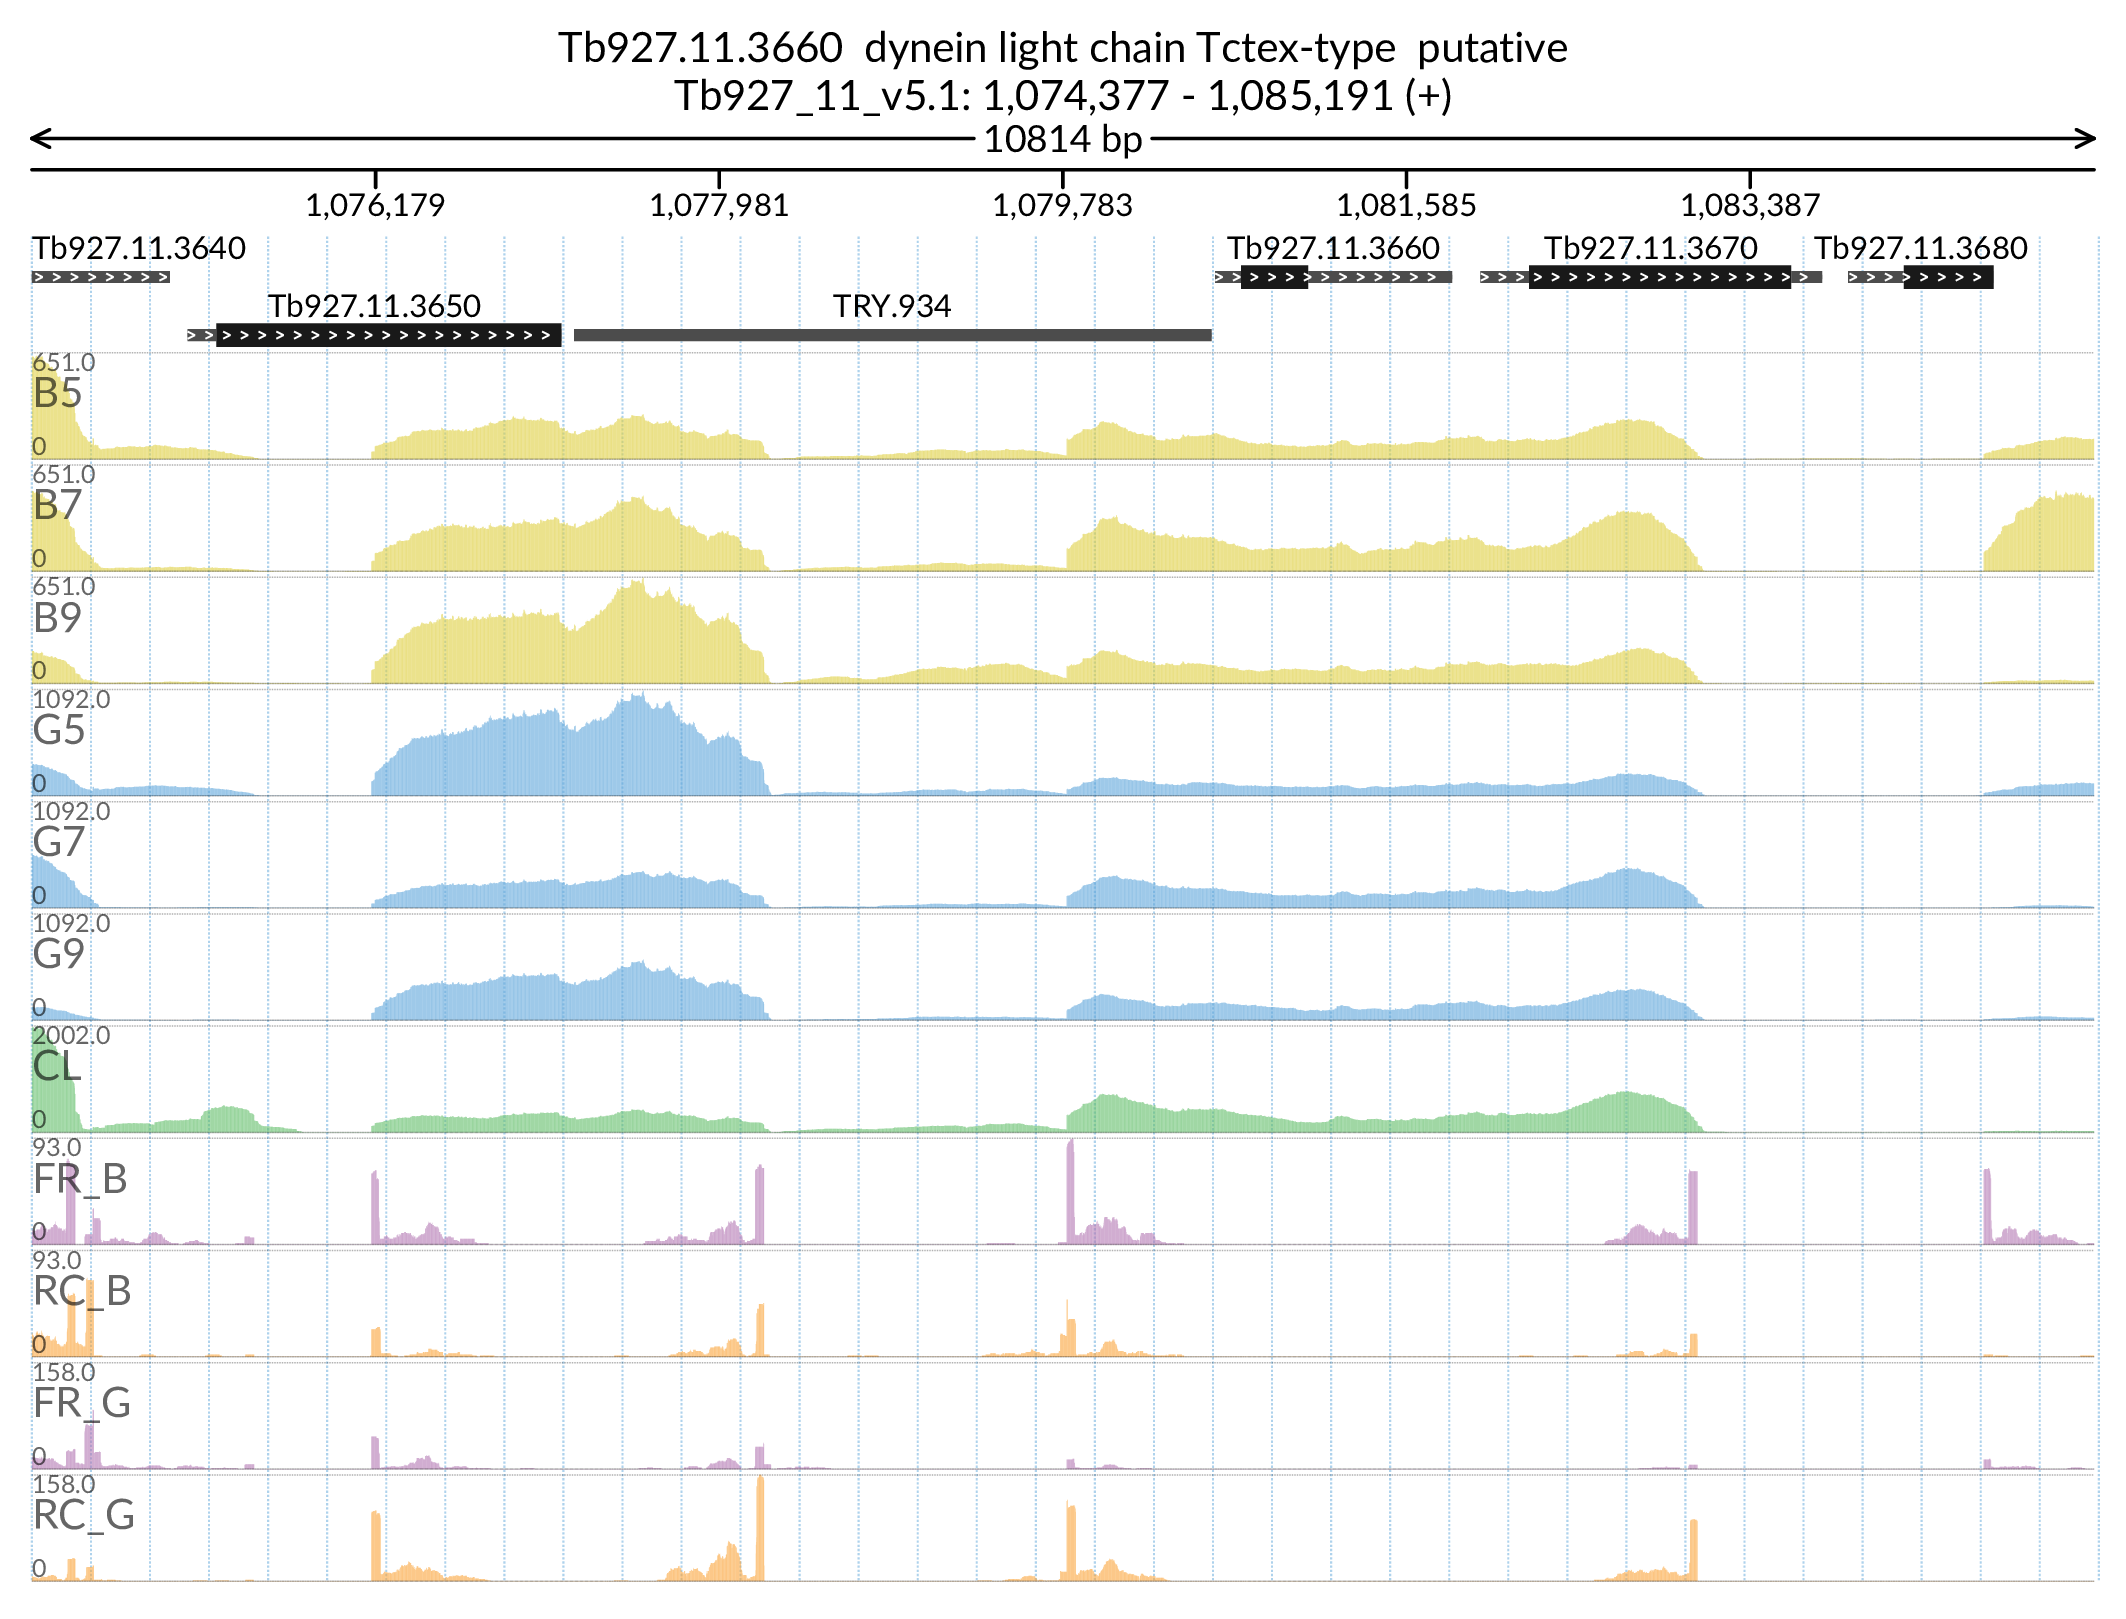 Tb927.11.3660  dynein light chain Tctex-type  putative
Tb927_11_v5.1: 1,074,377 - 1,085,191 (+)
10814 bp
1,076,179 1,077,981 1,079,783 1,081,585 1,083,387
Tb927.11.3640 Tb927.11.3660 Tb927.11.3670 Tb927.11.3680
Tb927.11.3650 TRY.934
651.0
B5
0
651.0
B7
0
651.0
B9
0
1092.0
G5
0
1092.0
G7
0
1092.0
G9
0
2002.0
CL
0
93.0
FR_B
0
93.0
RC_B
0
158.0
FR_G
0
158.0
RC_G
0